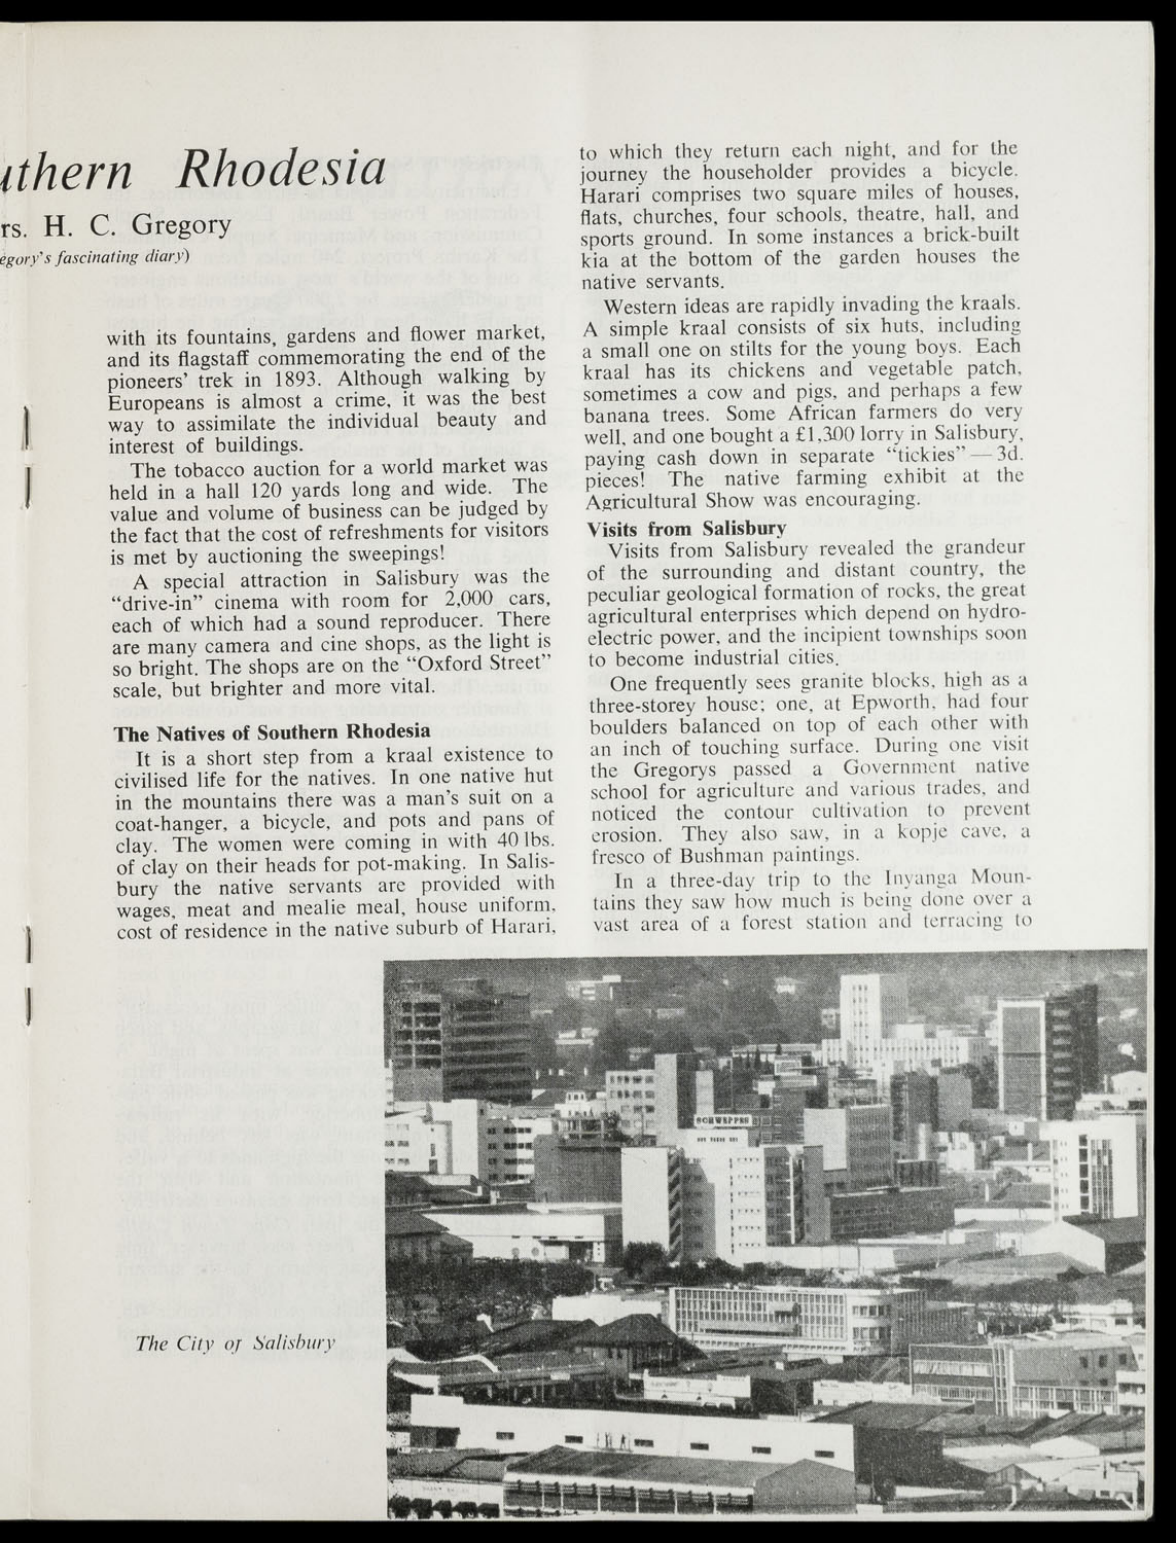 Rhodesia
H. C. Gregory
fascinating diary)
with its fountains, gardens and flower market,
and its flagstaff commemorating the end of the
pioneers' trek in 1893. Although walking by
Europeans is almost a crime, it was the best
way to assimilate the individual beauty and
interest of buildings.
The tobacco auction for a world market was
held in a hall 120 yards long and wide. The
value and volume of business can be judged by
the fact that the cost of refreshments for visitors
is met by auctioning the sweepings!
A special attraction in Salisbury was the
“drive-in” cinema with room for 2,000 cars,
each of which had a sound reproducer. There
are many camera and cine shops, as the light is
so bright. The shops are on the “Oxford Street”
scale, but brighter and more vital.
The Natives of Southern Rhodesia
It is a short step from a kraal existence to
civilised life for the natives. In one native hut
in the mountains there was a man's suit on a
coat-hanger, a bicycle, and pots and pans of
clay. The women were coming in with 40 lbs.
of clay on their heads for pot-making. In Salis-
bury the native servants are provided with
wages, meat and mealie meal, house uniform,
cost of residence in the native suburb of Harari,
to which they return each night, and for the
journey the householder provides a bicycle.
Harari comprises two square miles of houses,
flats, churches, four schools, theatre, hall, and
sports ground. In some instances a brick-built
kia at the bottom of the garden houses the
native servants.
Western ideas are rapidly invading the kraals.
A simple kraal consists of six huts, including
a small one on stilts for the young boys. Each
kraal has its chickens and vegetable patch,
sometimes a cow and pigs, and perhaps a few
banana trees. Some African farmers do very
well, and one bought a £1,300 lorry in Salisbury,
paying cash down in separate “tickies”—3d.
pieces! The native farming exhibit at the
Agricultural Show was encouraging.
Visits from Salisbury
Visits from Salisbury revealed the grandeur
of the surrounding and distant country, the
peculiar geological formation of rocks, the great
agricultural enterprises which depend on hydro-
electric power, and the incipient townships soon
to become industrial cities.
One frequently sees granite blocks, high as a
three-storey house; one, at Epworth, had four
boulders balanced on top of each other with
an inch of touching surface. During one visit
the Gregorys passed a Government native
school for agriculture and various trades, and
noticed the contour cultivation to prevent
erosion. They also saw, in a kopje cave, a
fresco of Bushman paintings.
In a three-day trip to the Inyanga Moun-
tains they saw how much is being done over a
vast area of a forest station and terracing to
SCHWEPPES
The City of Salisbury